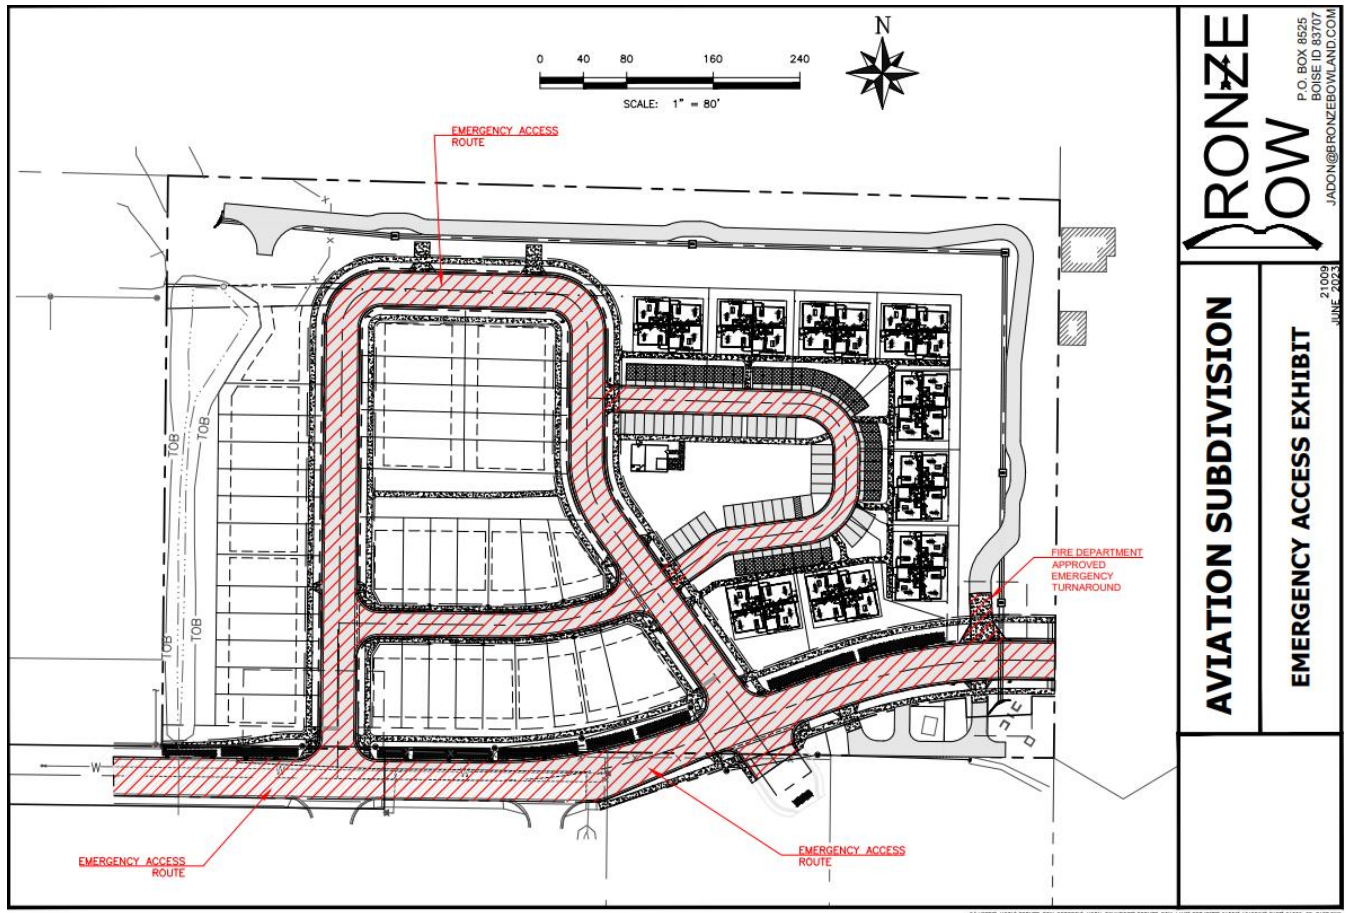 N
0 40 80 160 240
SCALE: 1" = 80'
EMERGENCY ACCESS
ROUTE
TOB
TOB
TOB
TOB
FIRE DEPARTMENT
APPROVED
EMERGENCY
TURNAROUND
W
W
W
EMERGENCY ACCESS
ROUTE
EMERGENCY ACCESS
ROUTE
RONZE
OW
P.O. BOX 8525
BOISE ID 83707
JADON@BRONZEBOWLAND.COM
AVIATION SUBDIVISION
EMERGENCY ACCESS EXHIBIT
21009
JUNE 2023